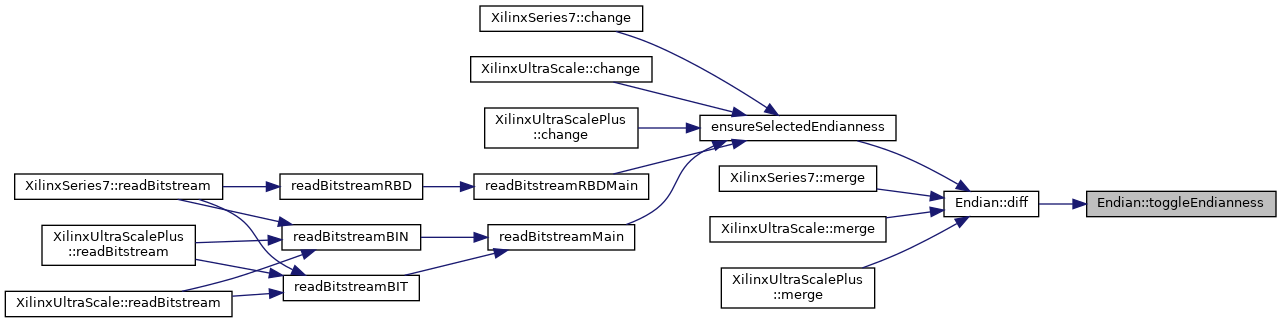 XilinxSeries7::change
XilinxUltraScale::change
XilinxUltraScalePlus
::change
ensureSelectedEndianness
XilinxSeries7::merge
XilinxSeries7::readBitstream
readBitstreamRBD
readBitstreamRBDMain
Endian::diff
Endian::toggleEndianness
XilinxUltraScale::merge
XilinxUltraScalePlus
::readBitstream
readBitstreamBIN
readBitstreamMain
XilinxUltraScalePlus
::merge
readBitstreamBIT
XilinxUltraScale::readBitstream